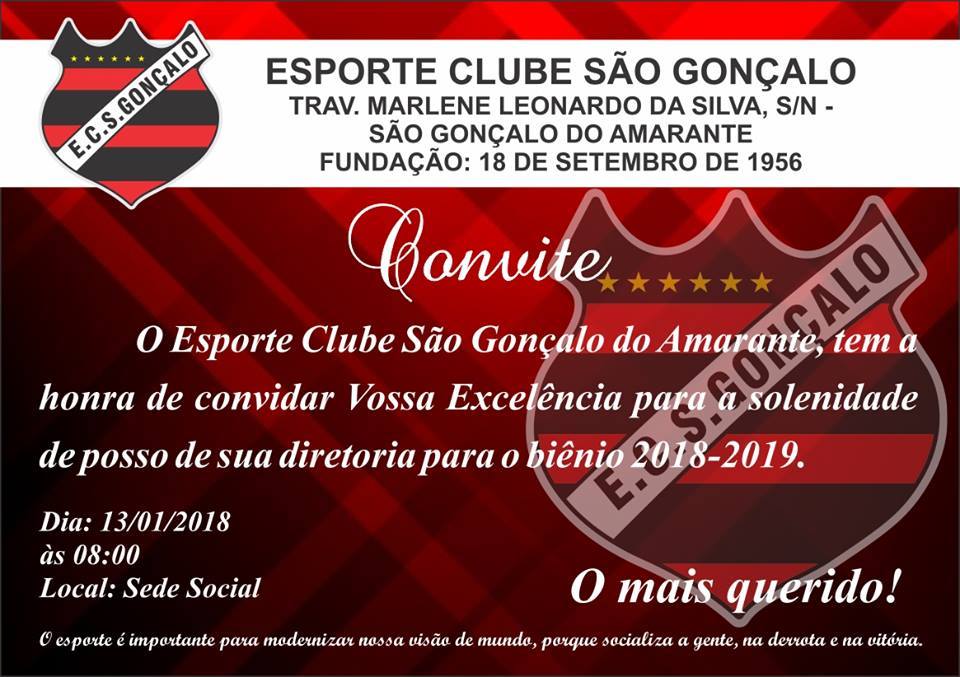 E.C.S.GONÇALO
ESPORTE CLUBE SÃO GONÇALO
TRAV. MARLENE LEONARDO DA SILVA, S/N -
SÃO GONÇALO DO AMARANTE
FUNDAÇÃO: 18 DE SETEMBRO DE 1956
Convite
O Esporte Clube São Gonçalo do Amarante, tem a
honra de convidar Vossa Excelência para a solenidade
de posso de sua diretoria para o biênio 2018-2019.
E.C.S.GONÇALO
Dia: 13/01/2018
às 08:00
Local: Sede Social
O mais querido!
O esporte é importante para modernizar nossa visão de mundo, porque socializa a gente, na derrota e na vitória.